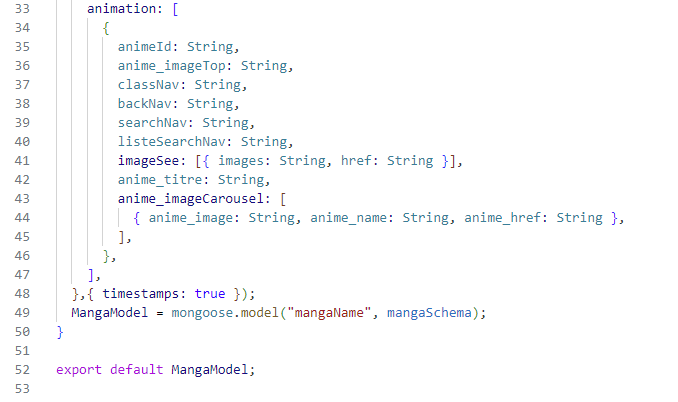 33 animation: [
34 {
35 animeId: String,
36 anime_imageTop: String,
37 classNav: String,
38 backNav: String,
39 searchNav: String,
40 listeSearchNav: String,
41 imageSee: [{ images: String, href: String }],
42 anime_titre: String,
43 anime_imageCarousel: [
44 { anime_image: String, anime_name: String, anime_href: String },
45 ],
46 },
47 ],
48 },{ timestamps: true });
49 MangaModel = mongoose.model("mangaName", mangaSchema);
50 }
51
52 export default MangaModel;
53